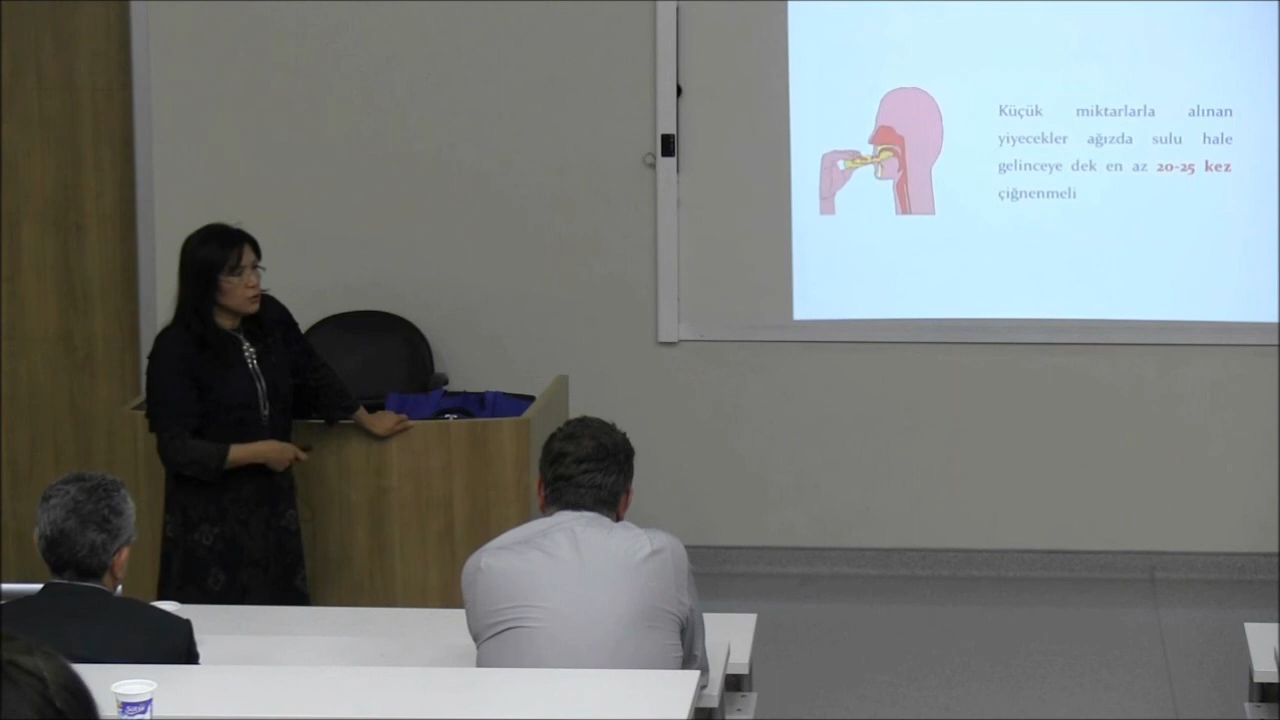 Küçük miktarlarla alınan
yiyecekler ağızda sulu hale
gelinceye dek en az 20-25 kez
çiğnenmeli